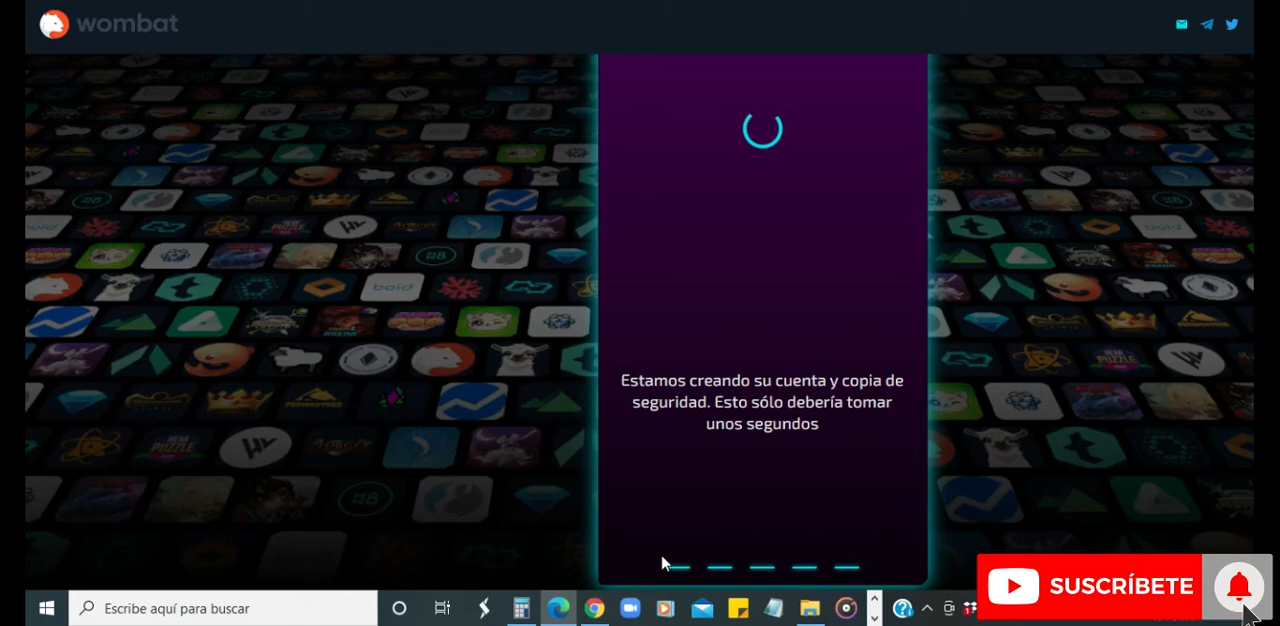 wombat
Estamos creando su cuenta y copia de
seguridad. Esto sólo debería tomar
unos segundos
Escribe aquí para buscar
SUSCRÍBETE